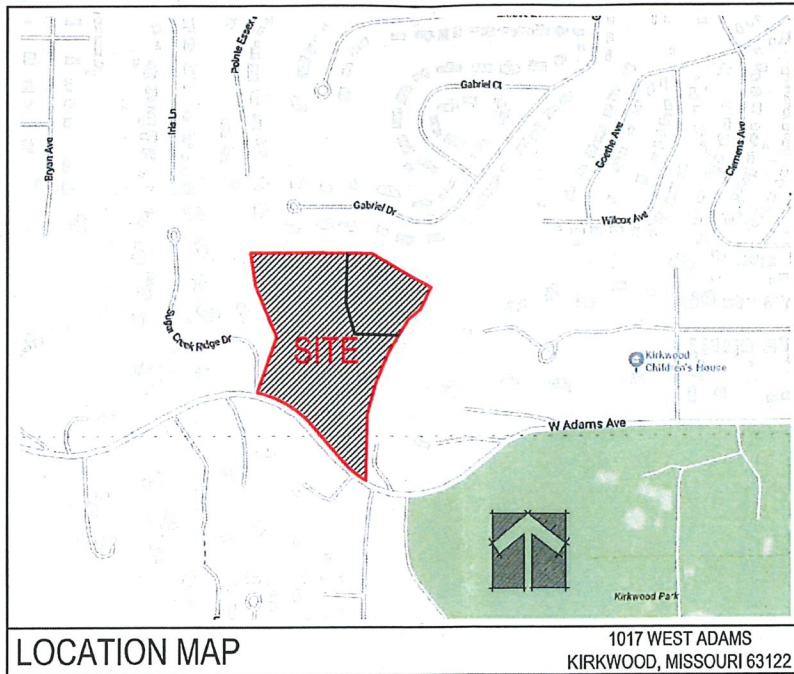 Pointe Essex
Gabriel Ct
Iris Ln
Bryan Ave
Goethe Ave
Clemens Ave
Gabriel Dr
Wilcox Ave
Sugar Creek Ridge Dr
SITE
Kirkwood
Children's House
W Adams Ave
Kirkwood Park
LOCATION MAP
1017 WEST ADAMS
KIRKWOOD, MISSOURI 63122